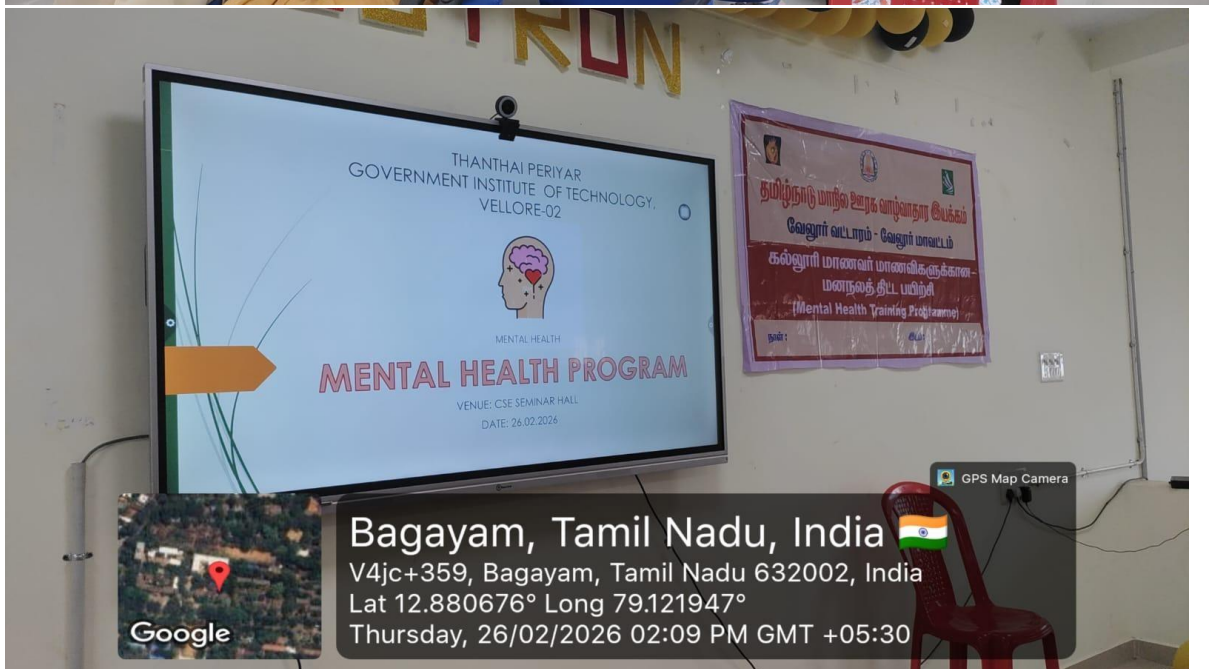 TRON
THANTHAI PERIYAR
GOVERNMENT INSTITUTE OF TECHNOLOGY,
VELLORE-02
MENTAL HEALTH
MENTAL HEALTH PROGRAM
VENUE: CSE SEMINAR HALL
DATE: 26.02.2026
தமிழ்நாடு மாநில ஊரக வாழ்வாதார இயக்கம்
வேலூர் வட்டாரம் - வேலூர் மாவட்டம்
கல்லூரி மாணவர் மாணவிகளுக்கான-
மனநலத் திட்ட பயிற்சி
(Mental Health Training Programme)
நாள் :
GPS Map Camera
Bagayam, Tamil Nadu, India
V4jc+359, Bagayam, Tamil Nadu 632002, India
Lat 12.880676° Long 79.121947°
Thursday, 26/02/2026 02:09 PM GMT +05:30
Google